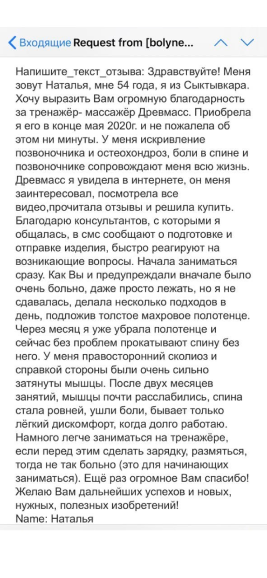 Входящие Request from [bolyne...
Напишите_текст_отзыва: Здравствуйте! Меня
зовут Наталья, мне 54 года, я из Сыктывкара.
Хочу выразить Вам огромную благодарность
за тренажёр- массажёр Древмасс. Приобрела
я его в конце мая 2020г. и не пожалела об
этом ни минуты. У меня искривление
позвоночника и остеохондроз, боли в спине и
позвоночнике сопровождают меня всю жизнь.
Древмасс я увидела в интернете, он меня
заинтересовал, посмотрела все
видео,прочитала отзывы и решила купить.
Благодарю консультантов, с которыми я
общалась, в смс сообщают о подготовке и
отправке изделия, быстро реагируют на
возникающие вопросы. Начала заниматься
сразу. Как Вы и предупреждали вначале было
очень больно, даже просто лежать, но я не
сдавалась, делала несколько подходов в
день, подложив толстое махровое полотенце.
Через месяц я уже убрала полотенце и
сейчас без проблем прокатывают спину без
него. У меня правосторонний сколиоз и
справкой стороны были очень сильно
затянуты мышцы. После двух месяцев
занятий, мышцы почти расслабились, спина
стала ровней, ушли боли, бывает только
лёгкий дискомфорт, когда долго работаю.
Намного легче заниматься на тренажёре,
если перед этим сделать зарядку, размяться,
тогда не так больно (это для начинающих
заниматься). Ещё раз огромное Вам спасибо!
Желаю Вам дальнейших успехов и новых,
нужных, полезных изобретений!
Name: Наталья